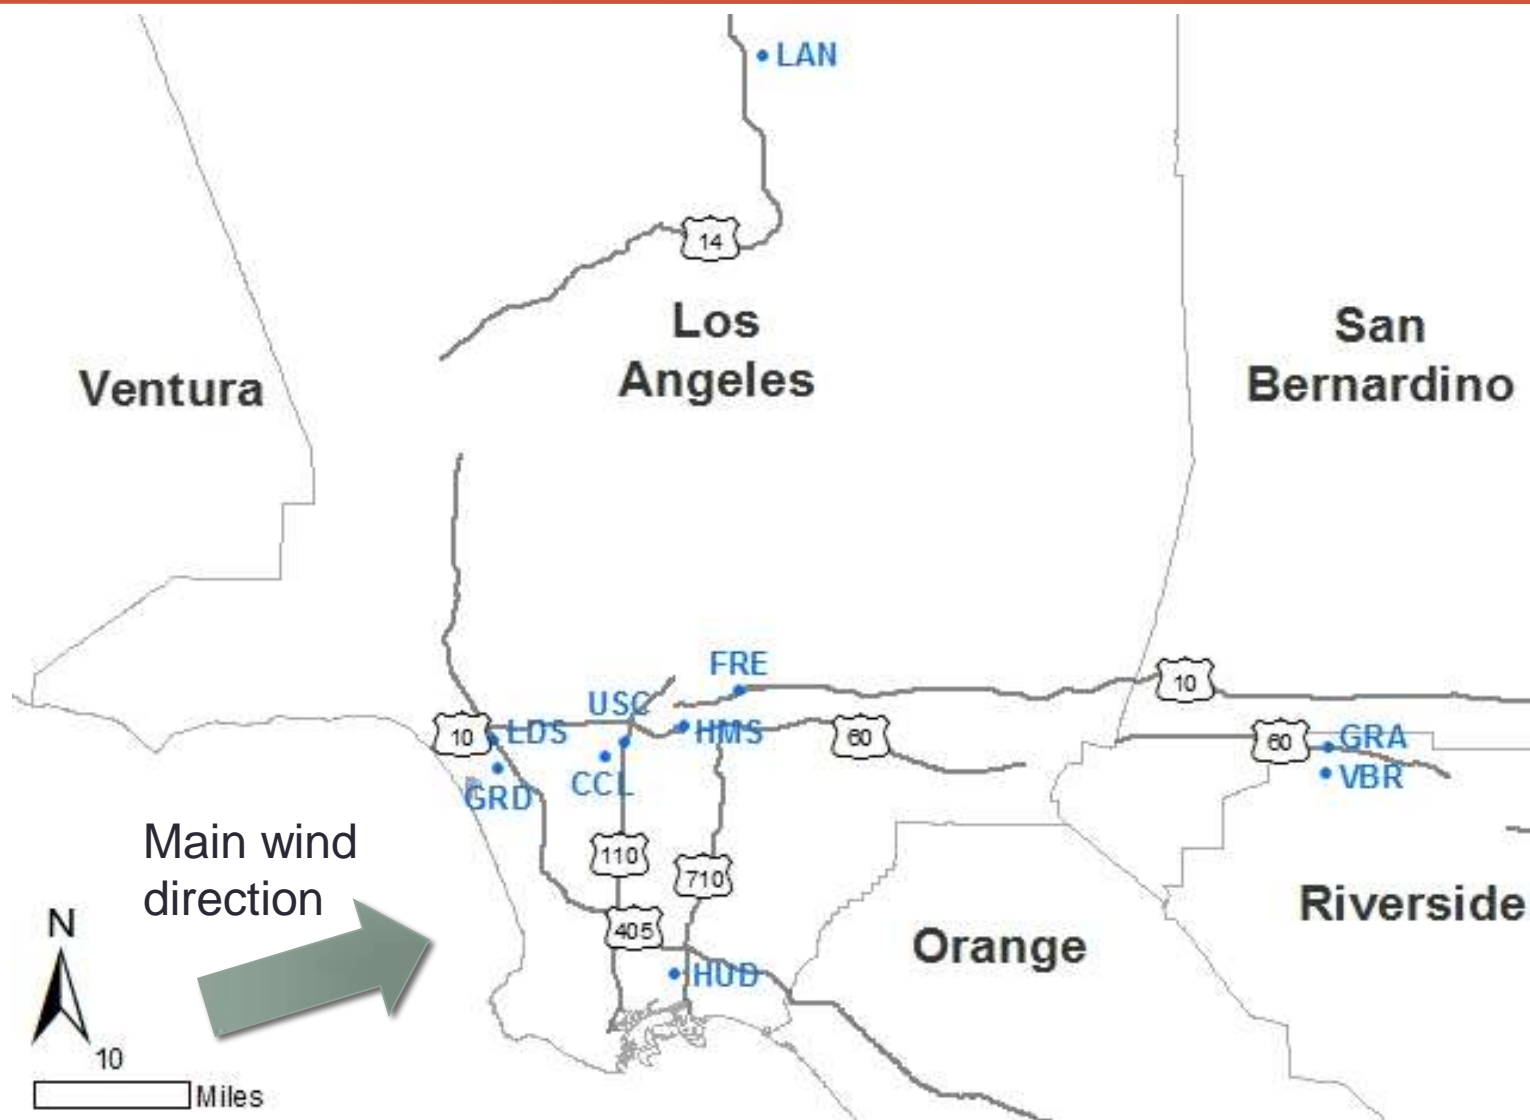 LAN
14
Los
Angeles
San
Bernardino
Ventura
FRE
10
USC
10
LDS
HMS
60
60
GRA
CCL
VBR
GRD
Main wind
direction
110
710
N
405
Orange
Riverside
HUD
10
Miles